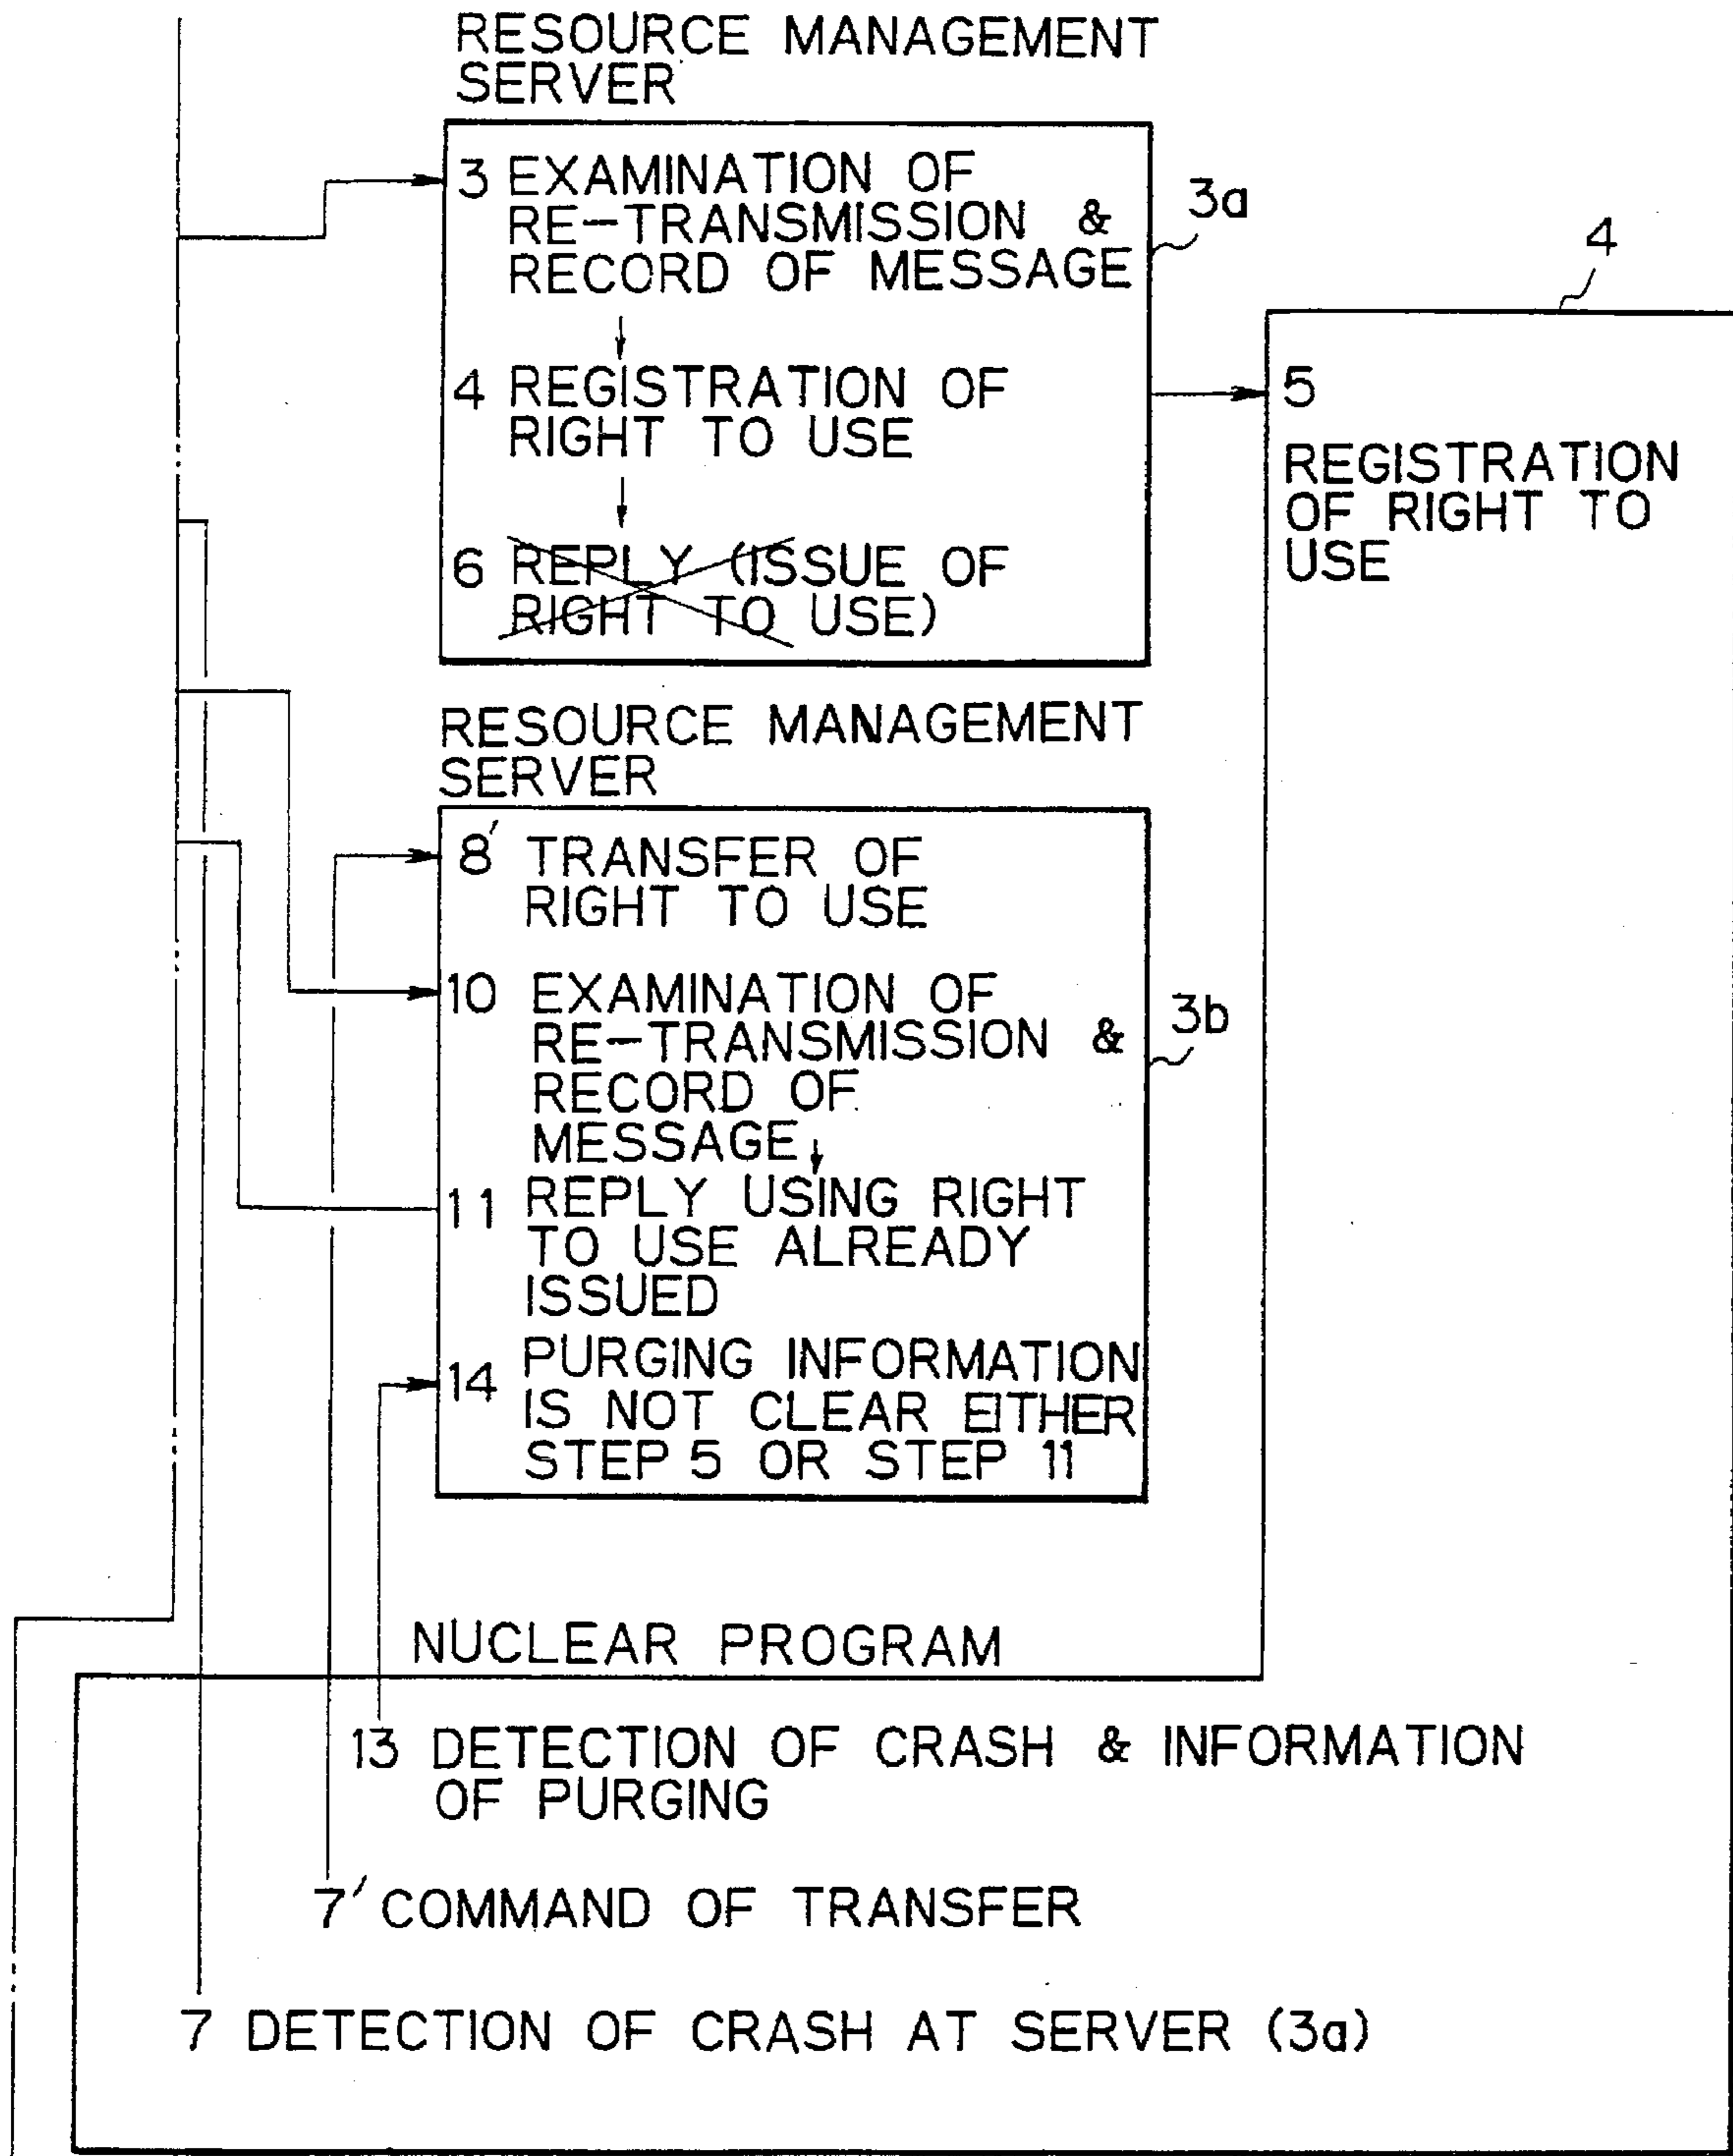 RESOURCE MANAGEMENT
SERVER
3 EXAMINATION OF
RE-TRANSMISSION &
RECORD OF MESSAGE
3a
4
4 REGISTRATION OF
RIGHT TO USE
5
REGISTRATION
OF RIGHT TO
USE
6 REPLY (ISSUE OF
RIGHT TO USE)
RESOURCE MANAGEMENT
SERVER
8' TRANSFER OF
RIGHT TO USE
10 EXAMINATION OF
RE-TRANSMISSION &
RECORD OF
MESSAGE
3b
11 REPLY USING RIGHT
TO USE ALREADY
ISSUED
14 PURGING INFORMATION
IS NOT CLEAR EITHER
STEP 5 OR STEP 11
NUCLEAR PROGRAM
13 DETECTION OF CRASH & INFORMATION
OF PURGING
7' COMMAND OF TRANSFER
7 DETECTION OF CRASH AT SERVER (3a)